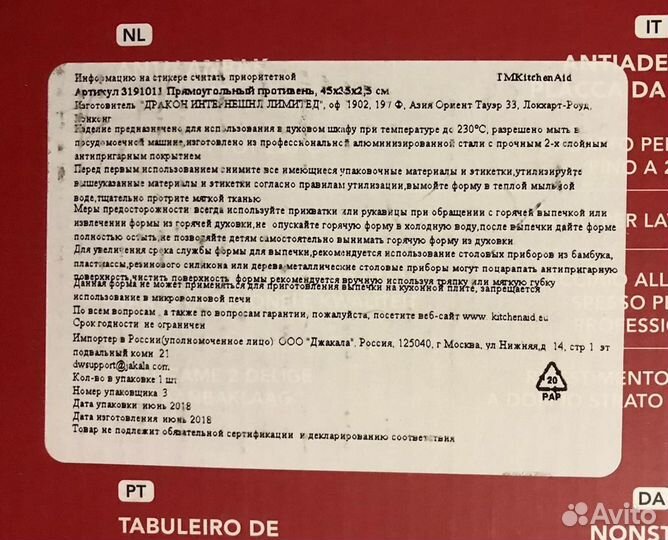 NL
IT
ANTIADE
PLACCA DA
Информацию на стикере считать приоритетной TMKitchenAid
Артикул 3191011 Прямоугольный противень, 45x25x2,5 см
Изготовитель "ДРАКОН ИНТЕРНЕШНЛ ЛИМИТЕД", оф 1902, 19/Ф, Азия Ориент Тауэр 33, Локхарт-Роуд,
Гонконг
Изделие предназначено для использования в духовом шкафу при температуре до 230°C, разрешено мыть в
посудомоечной машине,изготовлено из профессиональной алюминизированной стали с прочным 2-х слойным
антипригарным покрытием
Перед первым использованием снимите все имеющиеся упаковочные материалы и этикетки,утилизируйте
вышеуказанные материалы и этикетки согласно правилам утилизации,вымойте форму в теплой мыльной
воде,тщательно протрите мягкой тканью
Меры предосторожности всегда используйте прихватки или рукавицы при обращении с горячей выпечкой или
извлечении формы из горячей духовки,не опускайте горячую форму в холодную воду,после выпечки дайте форме
полностью остыть,не позволяйте детям самостоятельно вынимать горячую форму из духовки
Для увеличения срока службы формы для выпечки,рекомендуется использование столовых приборов из бамбука,
пластмассы,резинового силикона или дерева,металлические столовые приборы могут поцарапать антипригарную
поверхность,чистить поверхность формы рекомендуется вручную используя тряпку или мягкую губку
Данная форма не может применяться для приготовления выпечки на кухонной плите, запрещается
использование в микроволновой печи
По всем вопросам, а также по вопросам гарантии, пожалуйста, посетите веб-сайт www. kitchenaid.eu
Срок годности не ограничен
Импортер в России(уполномоченное лицо) ООО "Джакала", Россия, 125040, г Москва, ул Нижняя,д 14, стр 1 эт
подвальный комн 21
dwsupport@jakala com
Кол-во в упаковке 1 шт
Номер упаковщика 3
Дата упаковки июнь 2018
Дата изготовления июнь 2018
Товар не подлежит обязательной сертификации и декларированию соответствия
20
PAP
PT
TABULEIRO DE
DA
NONST
Avito